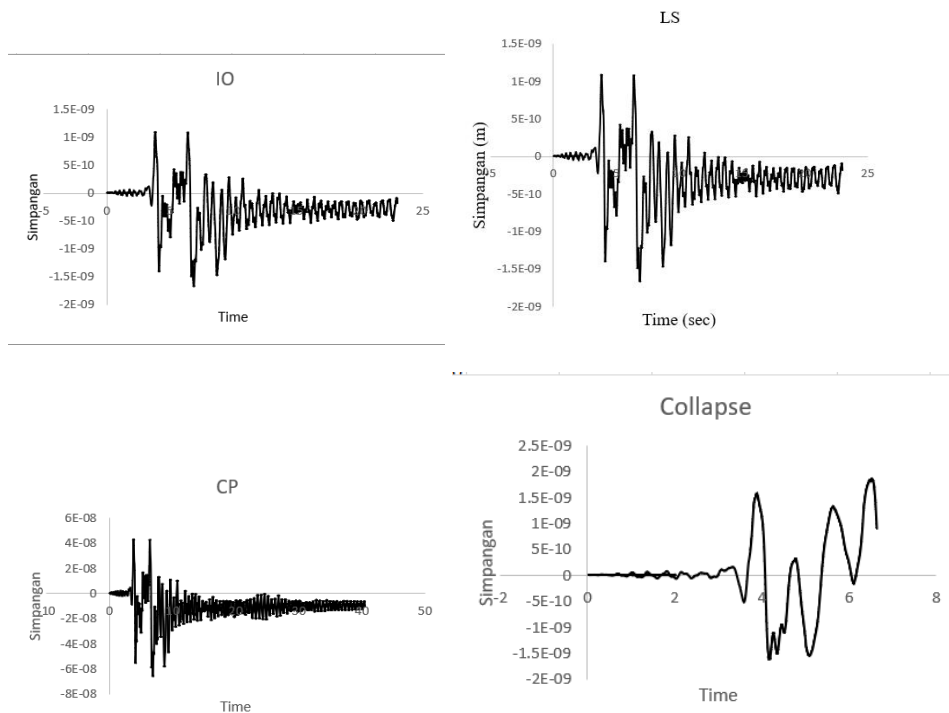 IO
1.5E-09
1E-09
5E-10
0
-5E-10
-1E-09
-1.5E-09
-2E-09
25
Simpangan
Time
LS
1.5E-09
1E-09
5E-10
0
-5E-10
-1E-09
-1.5E-09
-2E-09
0
25
Simpangan (m)
Time (sec)
CP
6E-08
4E-08
2E-08
0
-2E-08
-4E-08
-6E-08
-8E-08
0
10
20
30
40
50
Simpangan
Time
Collapse
2.5E-09
2E-09
1.5E-09
1E-09
5E-10
0
-5E-10
-1E-09
-1.5E-09
-2E-09
-2
0
2
4
6
8
Simpangan
Time